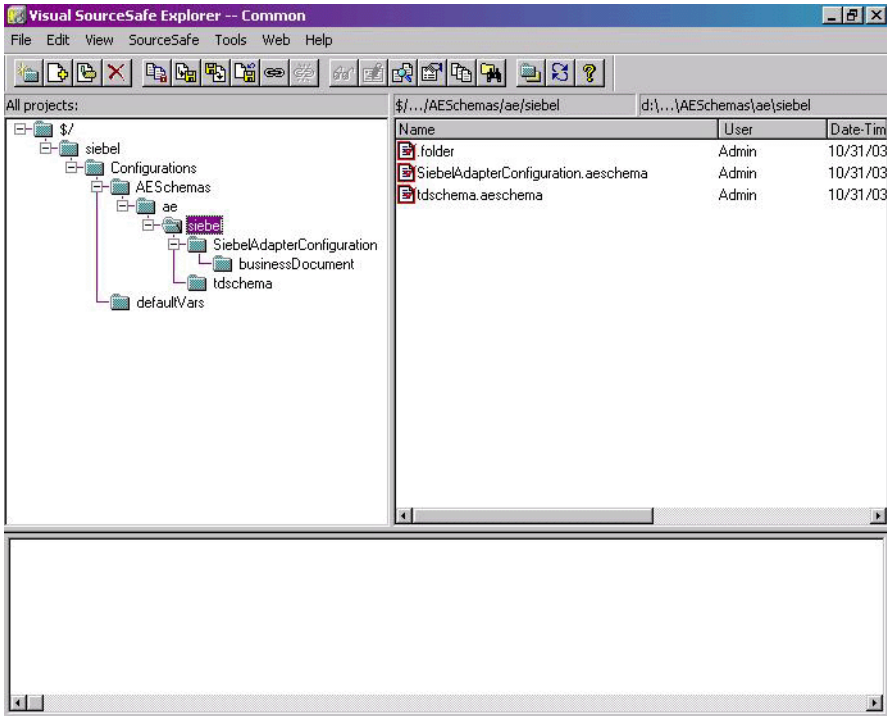 Visual SourceSafe Explorer -- Common
File Edit View SourceSafe Tools Web Help
All projects:
$/.../AESchemas/ae/siebel
d:\...\AESchemas\ae\siebel
$/
siebel
Configurations
AESchemas
ae
siebel
SiebelAdapterConfiguration
businessDocument
tdschema
defaultVars
Name User Date-Tim
.folder Admin 10/31/03
SiebelAdapterConfiguration.aeschema Admin 10/31/03
tdschema.aeschema Admin 10/31/03